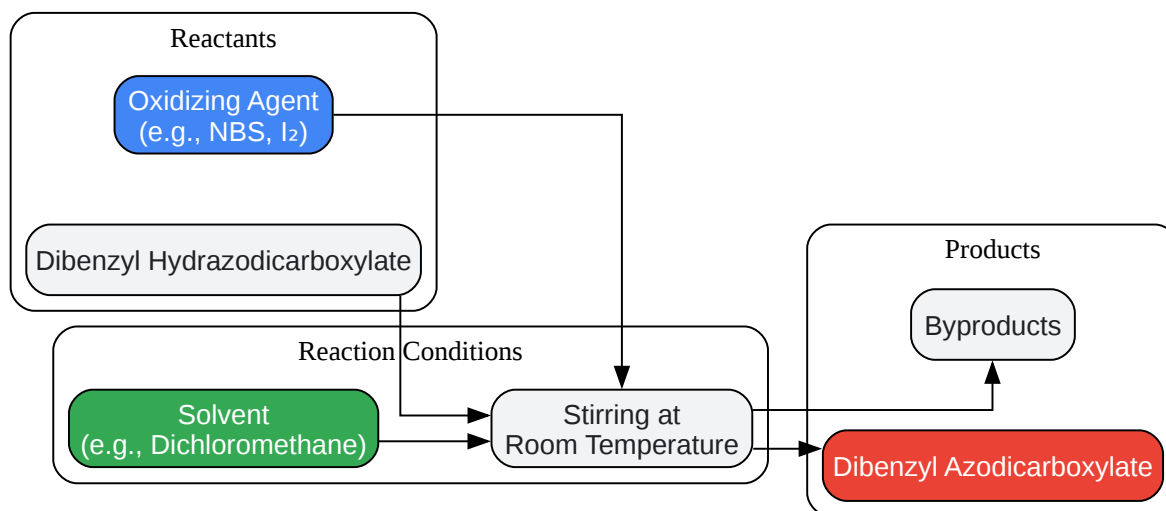 Reactants
Oxidizing Agent
(e.g., NBS, I₂)
Dibenzyl Hydrazodicarboxylate
Reaction Conditions
Solvent
(e.g., Dichloromethane)
Stirring at
Room Temperature
Products
Byproducts
Dibenzyl Azodicarboxylate